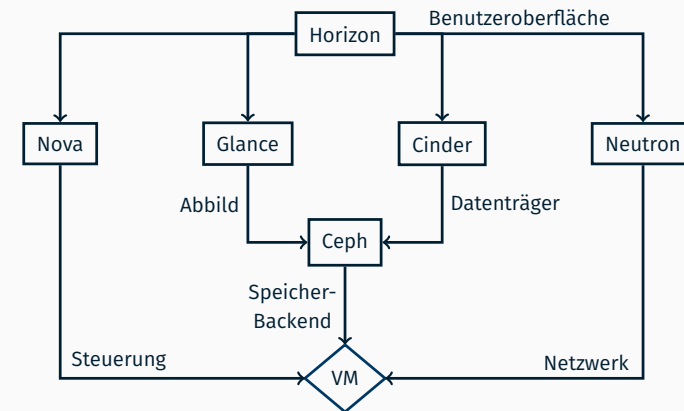 Benutzeroberfläche
Horizon
Nova
Glance
Cinder
Neutron
Abbild
Datenträger
Ceph
Speicher-
Backend
Steuerung
Netzwerk
VM